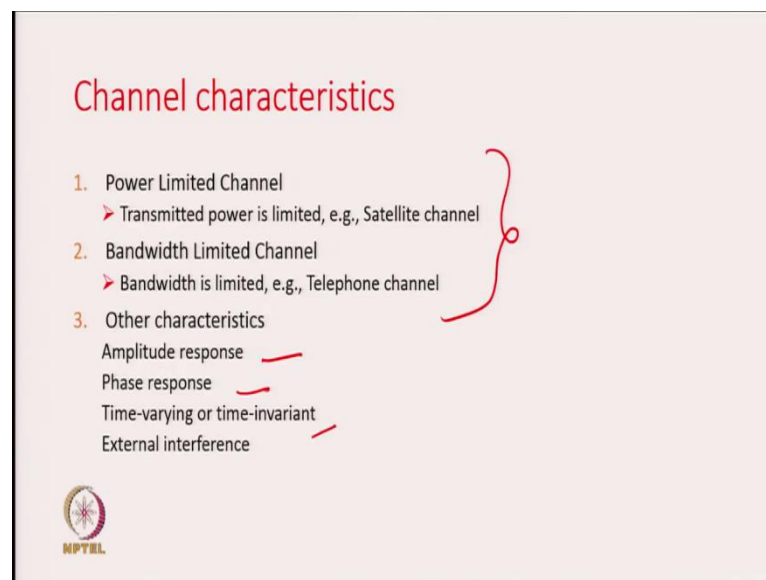 Channel characteristics
1. Power Limited Channel
➤ Transmitted power is limited, e.g., Satellite channel
2. Bandwidth Limited Channel
➤ Bandwidth is limited, e.g., Telephone channel
3. Other characteristics
Amplitude response
Phase response
Time-varying or time-invariant
External interference
NPTEL